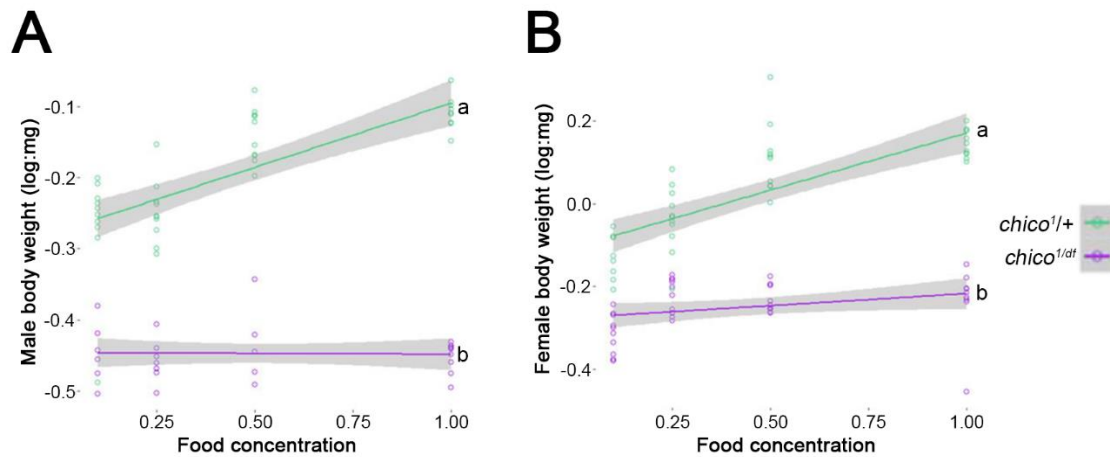 A
Male body weight (log:mg)
-0.1
-0.2
-0.3
-0.4
-0.5
a
b
0.25
0.50
0.75
1.00
Food concentration
B
Female body weight (log:mg)
0.2
0.0
-0.2
-0.4
a
b
0.25
0.50
0.75
1.00
Food concentration
chico¹/+
chico¹/ᵈᶠ